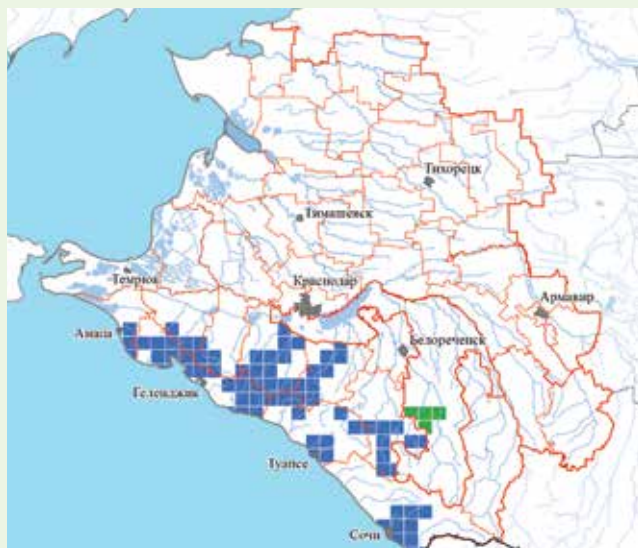 Тихорецк
Тимашевск
Темрюк
Краснодар
Армавир
Анапа
Белореченск
Геленджик
Туапсе
Сочи